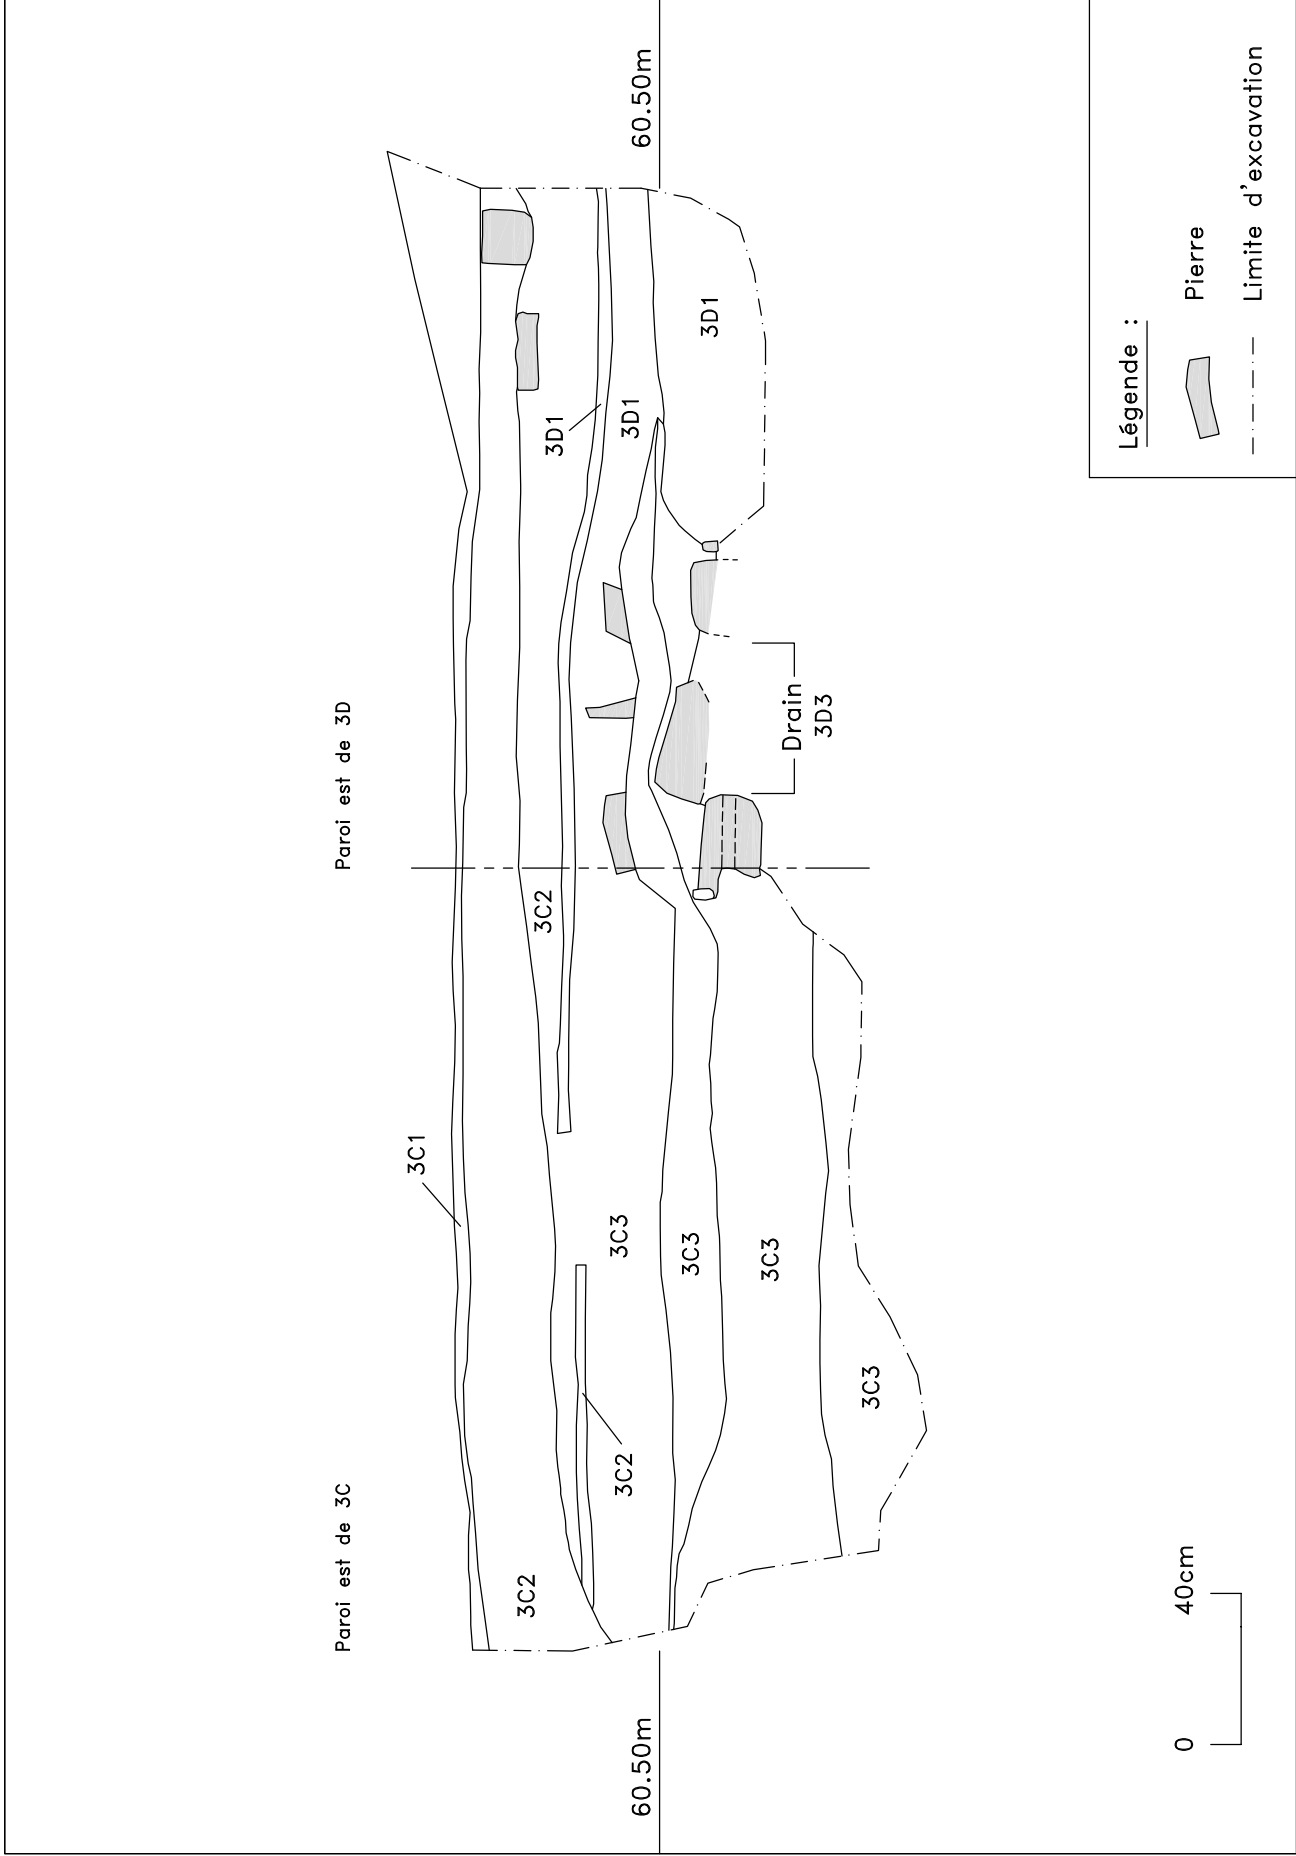 Paroi est de 3C
Paroi est de 3D
3C1
3C2
3C2
3D1
3D1
3C2
3C3
60.50m
60.50m
3C3
3D1
3C3
Drain
3D3
3C3
0
40cm
Légende :
Pierre
Limite d'excavation